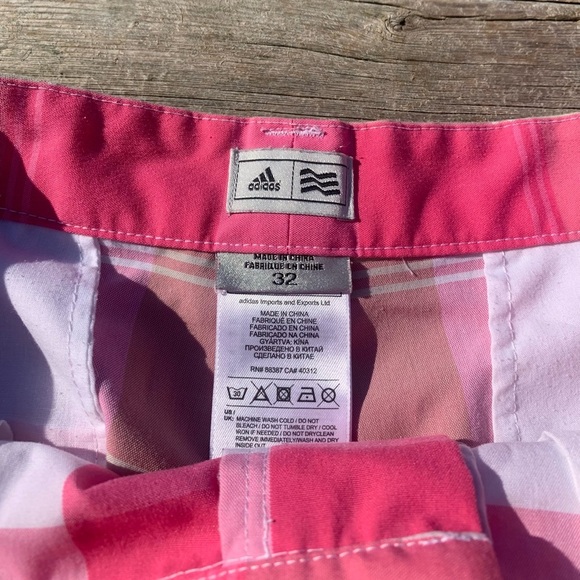 adidas
MADE IN CHINA
FABRIQUE EN CHINE
32
adidas Imports and Exports Ltd
MADE IN CHINA
FABRIQUÉ EN CHINE
FABRICADO EN CHINA
FABRICADO NA CHINA
GYÁRTVA: KÍNA
ПРОИЗВЕДЕНО В КИТАЙ
СДЕЛАНО В КИТАЕ
RN# 88387 CA# 40312
30
US /
UK: MACHINE WASH COLD / DO NOT
BLEACH / DO NOT TUMBLE DRY / COOL
IRON IF NEEDED / DO NOT DRYCLEAN
REMOVE IMMEDIATELY/WASH AND DRY
INSIDE OUT